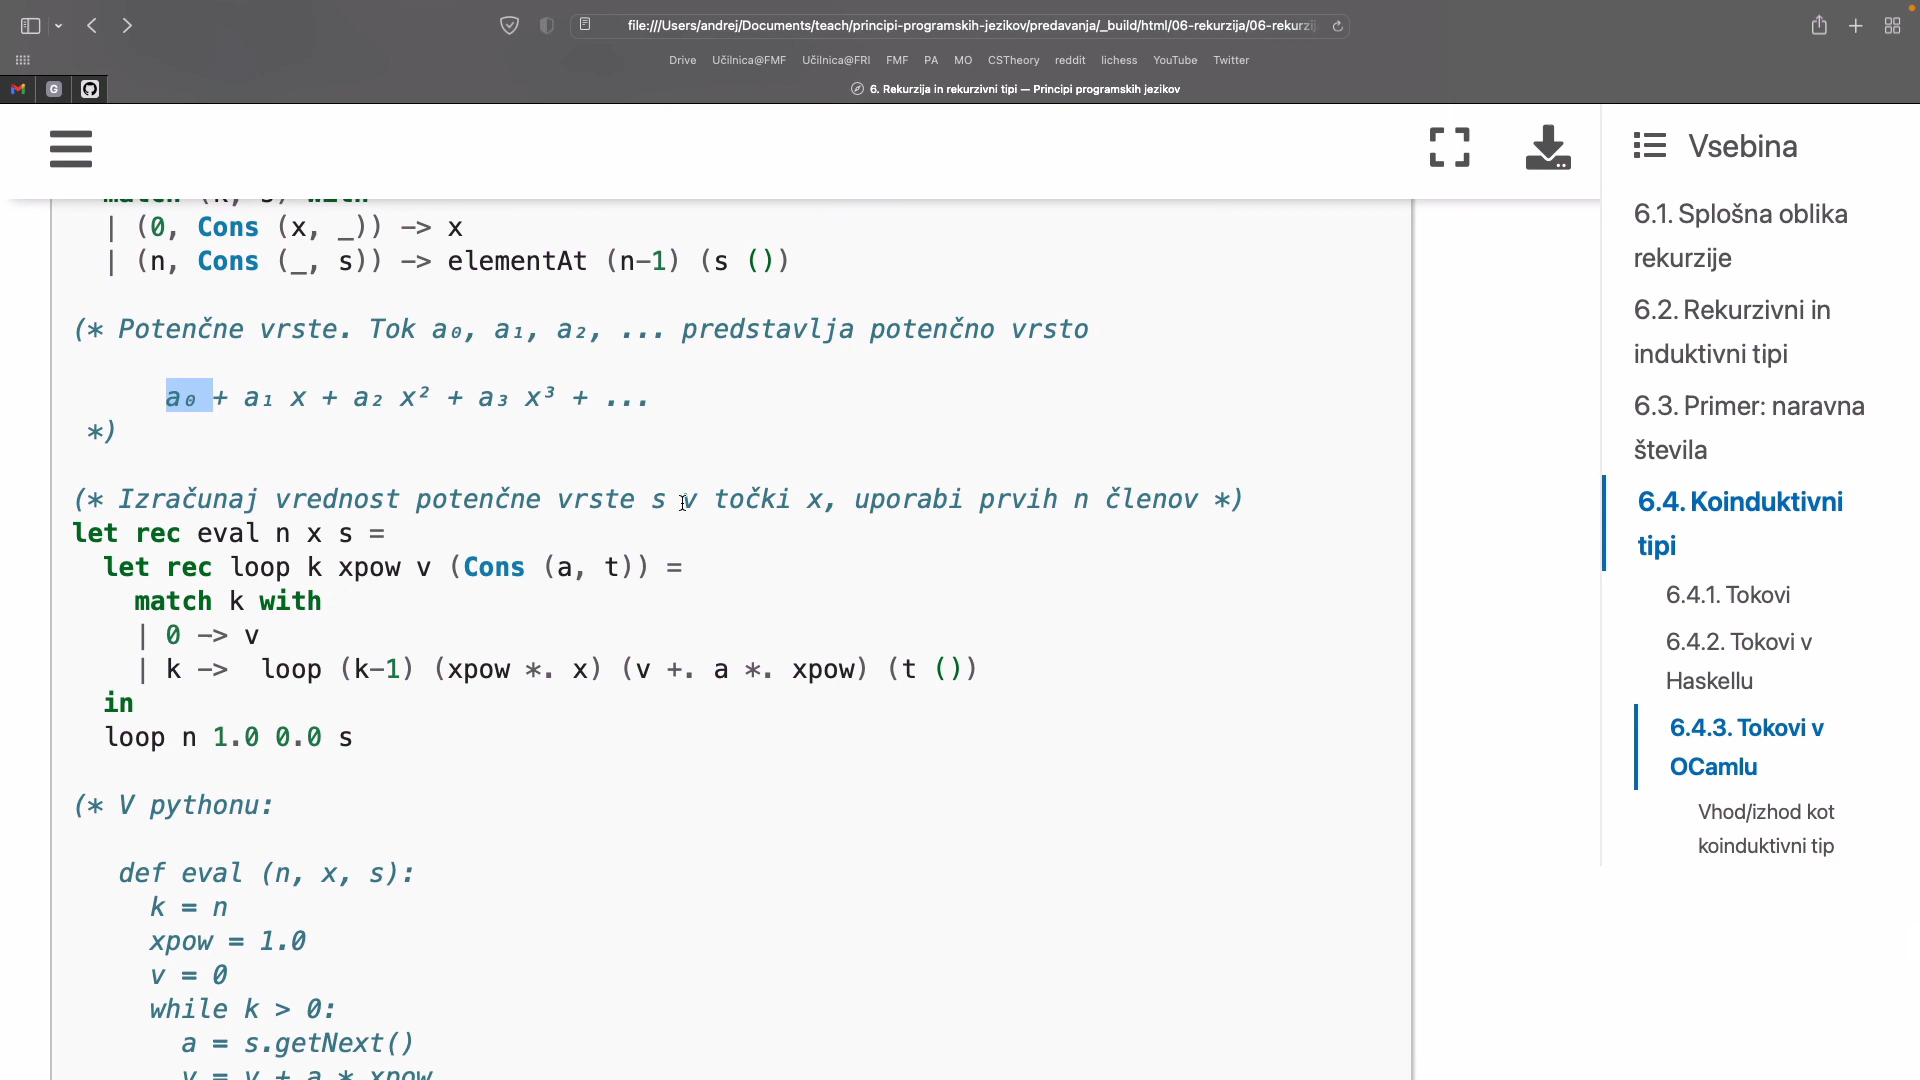 file:///Users/andrej/Documents/teach/principi-programskih-jezikov/predavanja/_build/html/06-rekurzija/06-rekurzij
Drive Učilnica@FMF Učilnica@FRI FMF PA MO CSTheory reddit lichess YouTube Twitter
G
6. Rekurzija in rekurzivni tipi — Principi programskih jezikov
match (k, s) with
| (0, Cons (x, _)) -> x
| (n, Cons (_, s)) -> elementAt (n-1) (s ())
(* Potenčne vrste. Tok a₀, a₁, a₂, ... predstavlja potenčno vrsto
a₀ + a₁ x + a₂ x² + a₃ x³ + ...
*)
(* Izračunaj vrednost potenčne vrste s v točki x, uporabi prvih n členov *)
let rec eval n x s =
let rec loop k xpow v (Cons (a, t)) =
match k with
| 0 -> v
| k ->  loop (k-1) (xpow *. x) (v +. a *. xpow) (t ())
in
loop n 1.0 0.0 s
(* V pythonu:
def eval (n, x, s):
k = n
xpow = 1.0
v = 0
while k > 0:
a = s.getNext()
v = v + a * xpow
Vsebina
6.1. Splošna oblika
rekurzije
6.2. Rekurzivni in
induktivni tipi
6.3. Primer: naravna
števila
6.4. Koinduktivni
tipi
6.4.1. Tokovi
6.4.2. Tokovi v
Haskellu
6.4.3. Tokovi v
OCamlu
Vhod/izhod kot
koinduktivni tip